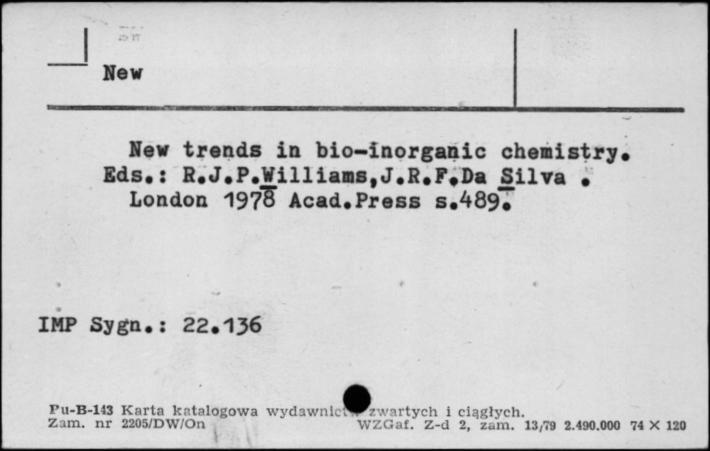 New
New trends in bio-inorganic chemistry.
Eds.: R.J.P.Williams,J.R.F.Da Silva .
London 1978 Acad.Press s.489.
IMP Sygn.: 22.136
Pu-B-143 Karta katalogowa wydawnictw zwartych i ciągłych.
Zam. nr 2205/DW/On WZGaf. Z-d 2, zam. 13/79 2.490.000 74 X 120